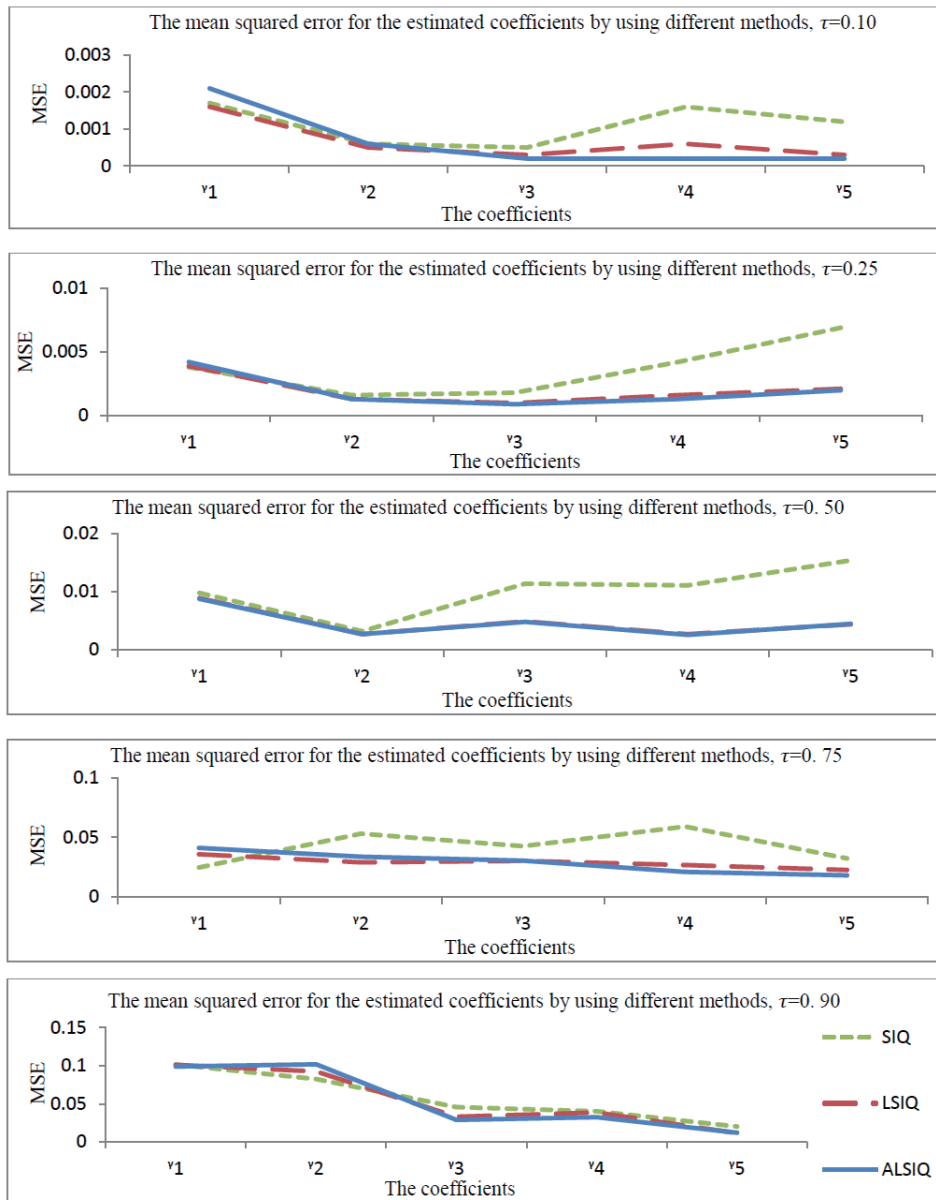 The mean squared error for the estimated coefficients by using different methods, τ=0.10
0.003
0.002
0.001
0
MSE
γ1 γ2 γ3 γ4 γ5
The coefficients
The mean squared error for the estimated coefficients by using different methods, τ=0.25
0.01
0.005
0
MSE
γ1 γ2 γ3 γ4 γ5
The coefficients
The mean squared error for the estimated coefficients by using different methods, τ=0. 50
0.02
0.01
0
MSE
γ1 γ2 γ3 γ4 γ5
The coefficients
The mean squared error for the estimated coefficients by using different methods, τ=0. 75
0.1
0.05
0
MSE
γ1 γ2 γ3 γ4 γ5
The coefficients
The mean squared error for the estimated coefficients by using different methods, τ=0. 90
0.15
0.1
0.05
0
MSE
γ1 γ2 γ3 γ4 γ5
The coefficients
SIQ
LSIQ
ALSIQ